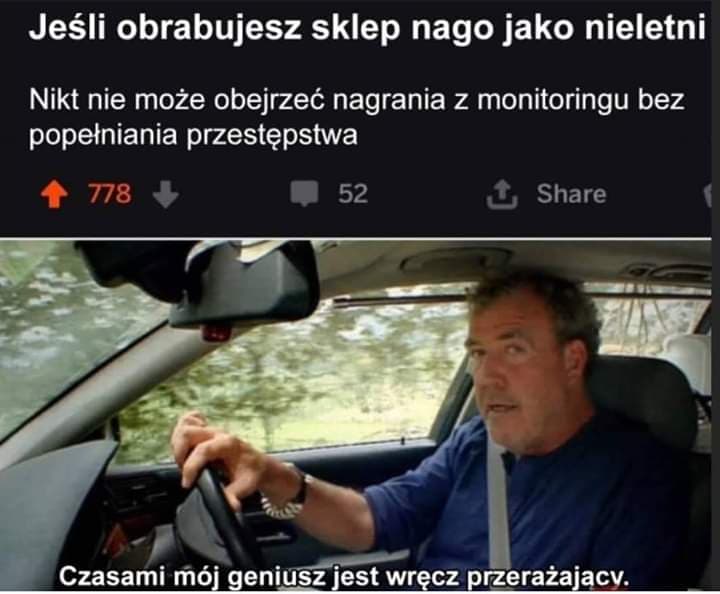 Jeśli obrabujesz sklep nago jako nieletni
Nikt nie może obejrzeć nagrania z monitoringu bez
popełniania przestępstwa
778 52 Share
Czasami mój geniusz jest wręcz przerażający.